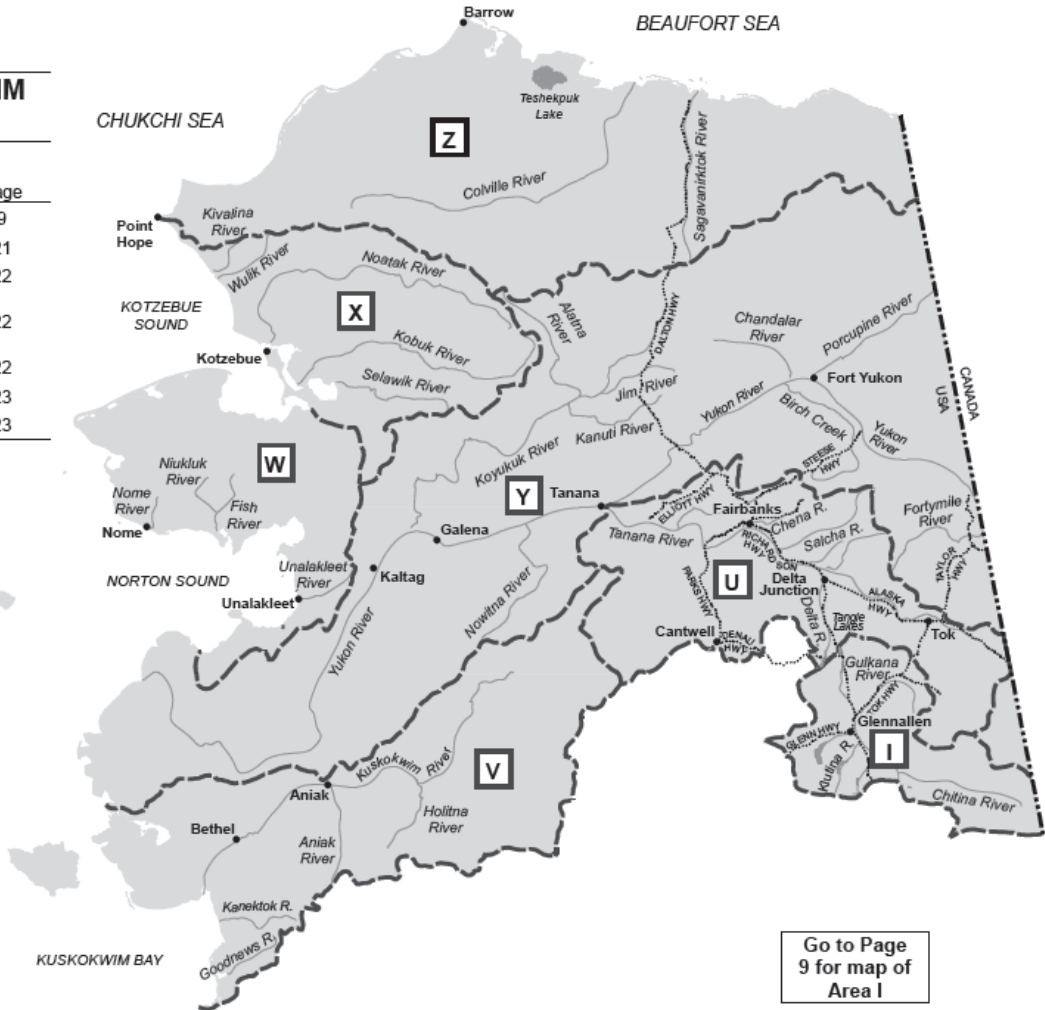 Barrow
BEAUFORT SEA
Teshekpuk
Lake
CHUKCHI SEA
Z
Sagavanirktok River
Colville River
age
9
21
22
22
22
23
23
Point
Hope
Kivalina
River
Wulik River
Noatak River
KOTZEBUE
SOUND
X
Alatna
River
DALTON HWY
Chandalar
River
Porcupine River
Kobuk River
Kotzebue
Selawik River
Jim River
Fort Yukon
CANADA
USA
Yukon River
Birch Creek
Yukon
River
Kanuti River
Koyukuk River
STEESE
HWY
W
Niukluk
River
Nome
River
Fish
River
Nome
Y
Tanana
ELLIOTT HWY
Fairbanks
Chena R.
Fortymile
River
Galena
Tanana River
RICHARDSON
HWY
Salcha R.
TAYLOR
HWY
NORTON SOUND
Unalakleet
River
Kaltag
Unalakleet
Nowitna River
PARKS HWY
U
Delta
Junction
ALASKA
HWY
Yukon River
Cantwell
DENALI
HWY
Delta R.
Tangle
Lakes
Tok
Gulkana
River
TOK HWY
Glennallen
GLENN HWY
I
Klutina R.
Chitina River
Kuskokwim
River
V
Aniak
Holitna
River
Bethel
Aniak
River
Kanektok R.
Goodnews R.
KUSKOKWIM BAY
Go to Page
9 for map of
Area I